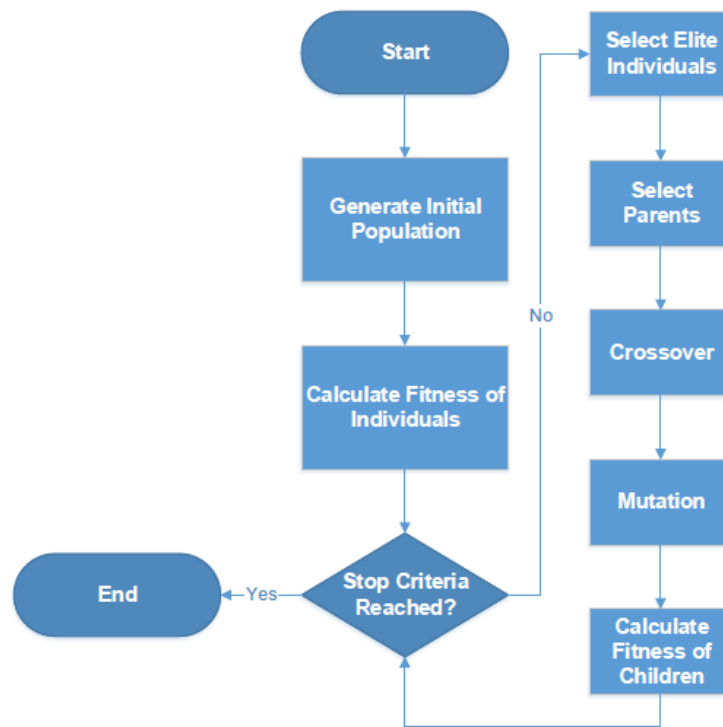 Start
Generate Initial
Population
Calculate Fitness of
Individuals
Stop Criteria
Reached?
Yes
End
No
Select Elite
Individuals
Select
Parents
Crossover
Mutation
Calculate
Fitness of
Children